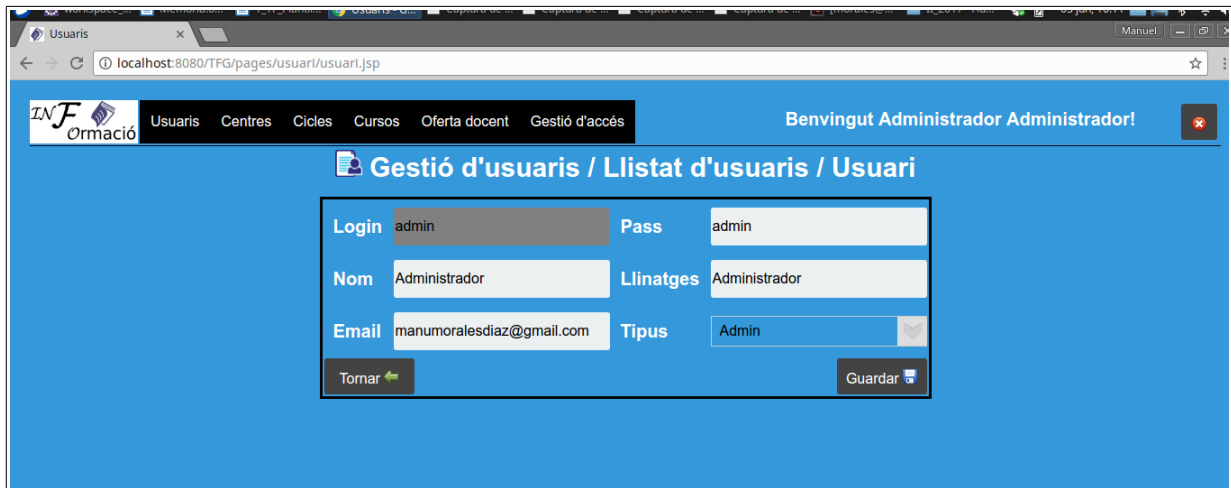 Usuaris
Manuel
localhost:8080/TFG/pages/usuari/usuari.jsp
INFOrmació
Usuaris Centres Cicles Cursos Oferta docent Gestió d'accés
Benvingut Administrador Administrador!
Gestió d'usuaris / Llistat d'usuaris / Usuari
Login admin Pass admin
Nom Administrador Llinatges Administrador
Email manumoralesdiaz@gmail.com Tipus Admin
Tornar Guardar